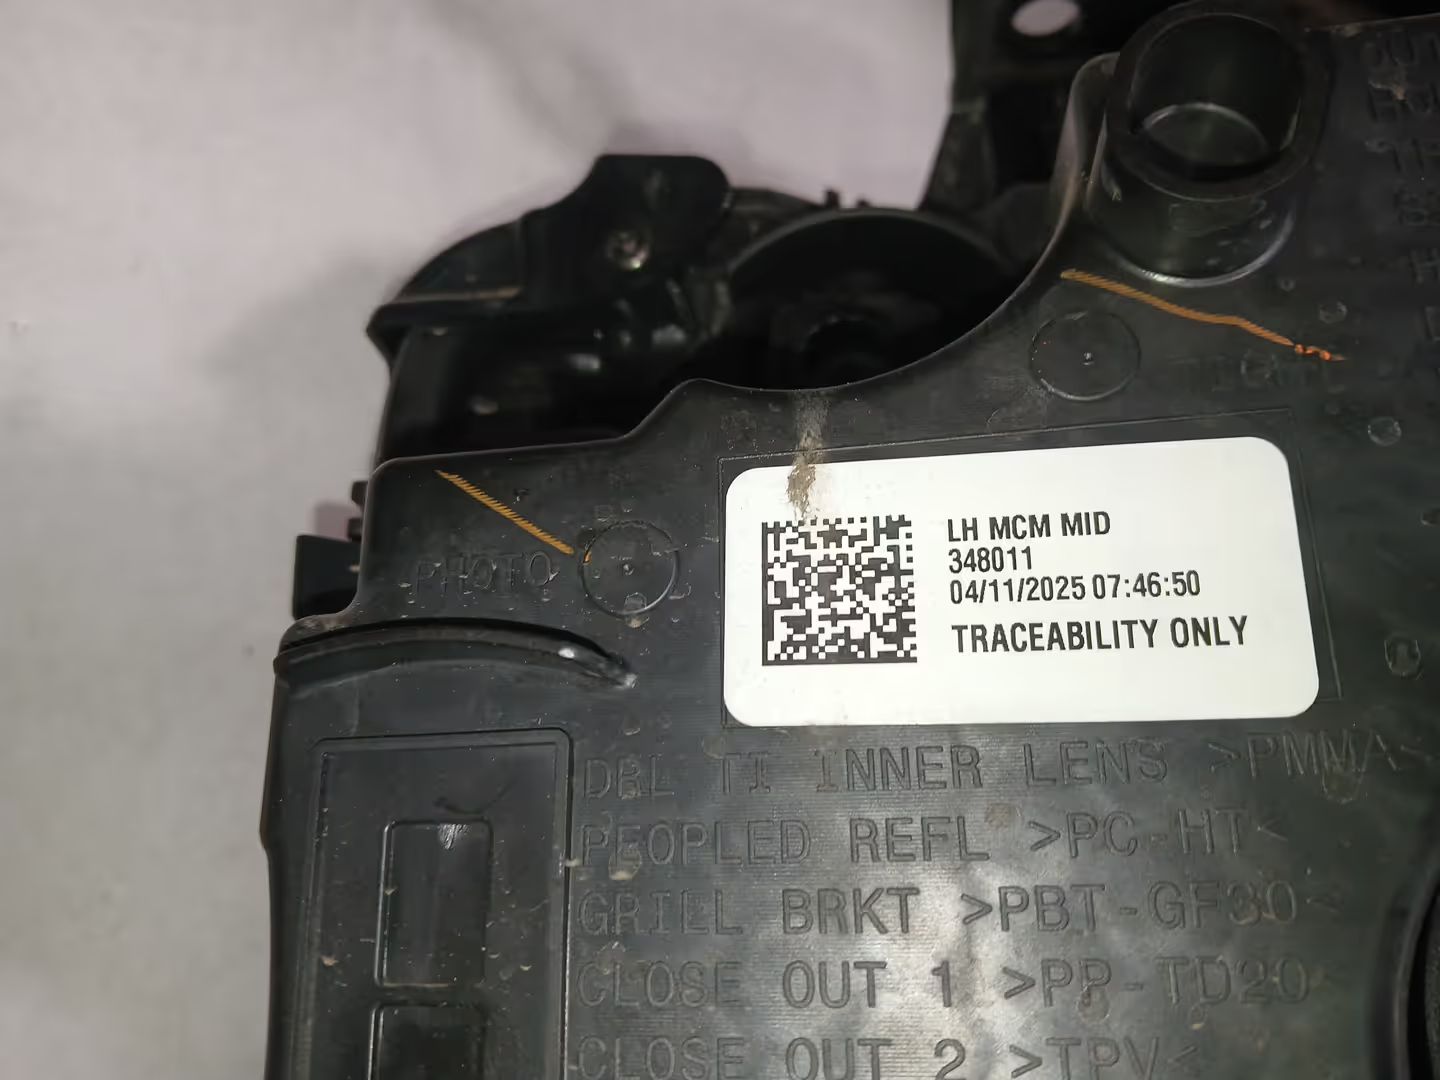 LH MCM MID
348011
04/11/2025 07:46:50
TRACEABILITY ONLY
PHOTO
DRL TI INNER LENS >PMMA<
PEOPLED REFL >PC-HT<
GRILL BRKT >PBT-GF30<
CLOSE OUT 1 >PP-TD20
CLOSE OUT 2 >TPV<